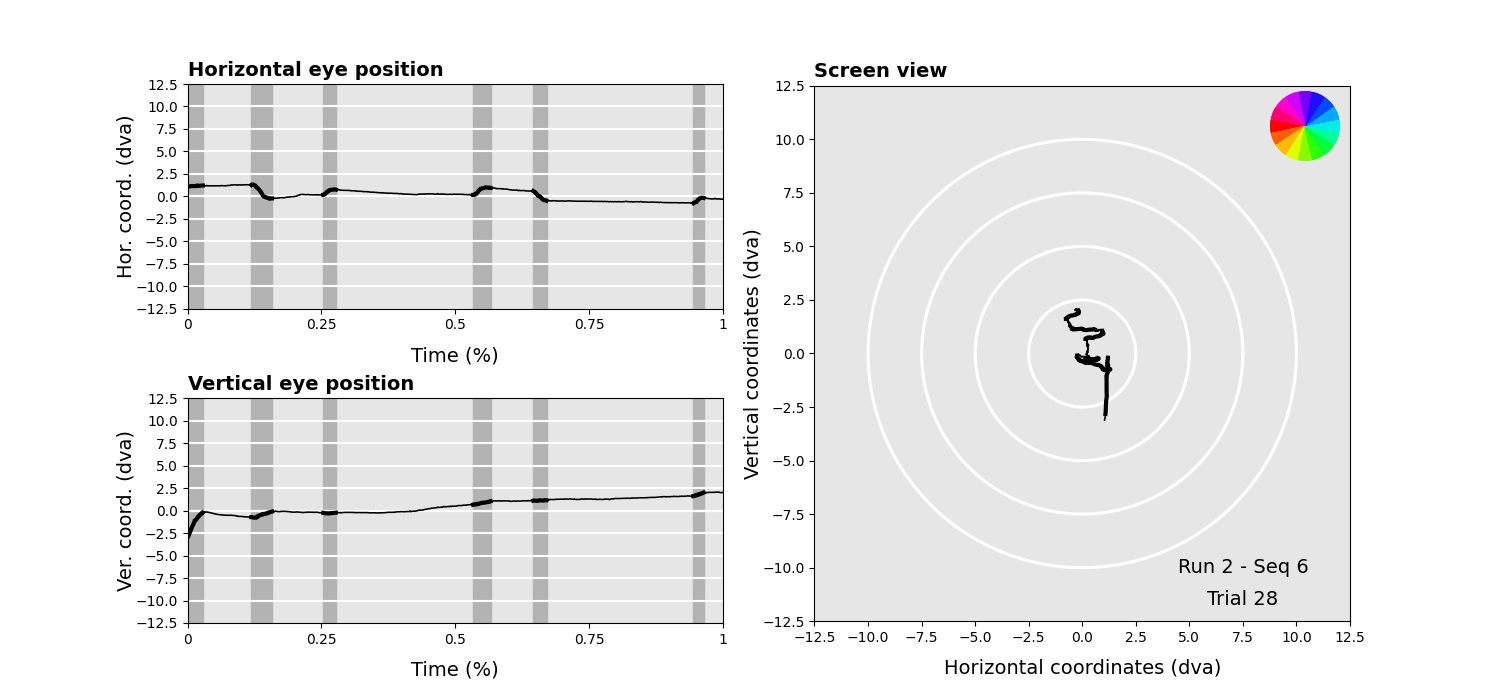 Horizontal eye position
Hor. coord. (dva)
12.5
10.0
7.5
5.0
2.5
0.0
−2.5
−5.0
−7.5
−10.0
−12.5
0 0.25 0.5 0.75 1
Time (%)
Vertical eye position
Ver. coord. (dva)
12.5
10.0
7.5
5.0
2.5
0.0
−2.5
−5.0
−7.5
−10.0
−12.5
0 0.25 0.5 0.75 1
Time (%)
Screen view
Vertical coordinates (dva)
12.5
10.0
7.5
5.0
2.5
0.0
−2.5
−5.0
−7.5
−10.0
−12.5
Run 2 - Seq 6
Trial 28
−12.5 −10.0 −7.5 −5.0 −2.5 0.0 2.5 5.0 7.5 10.0 12.5
Horizontal coordinates (dva)